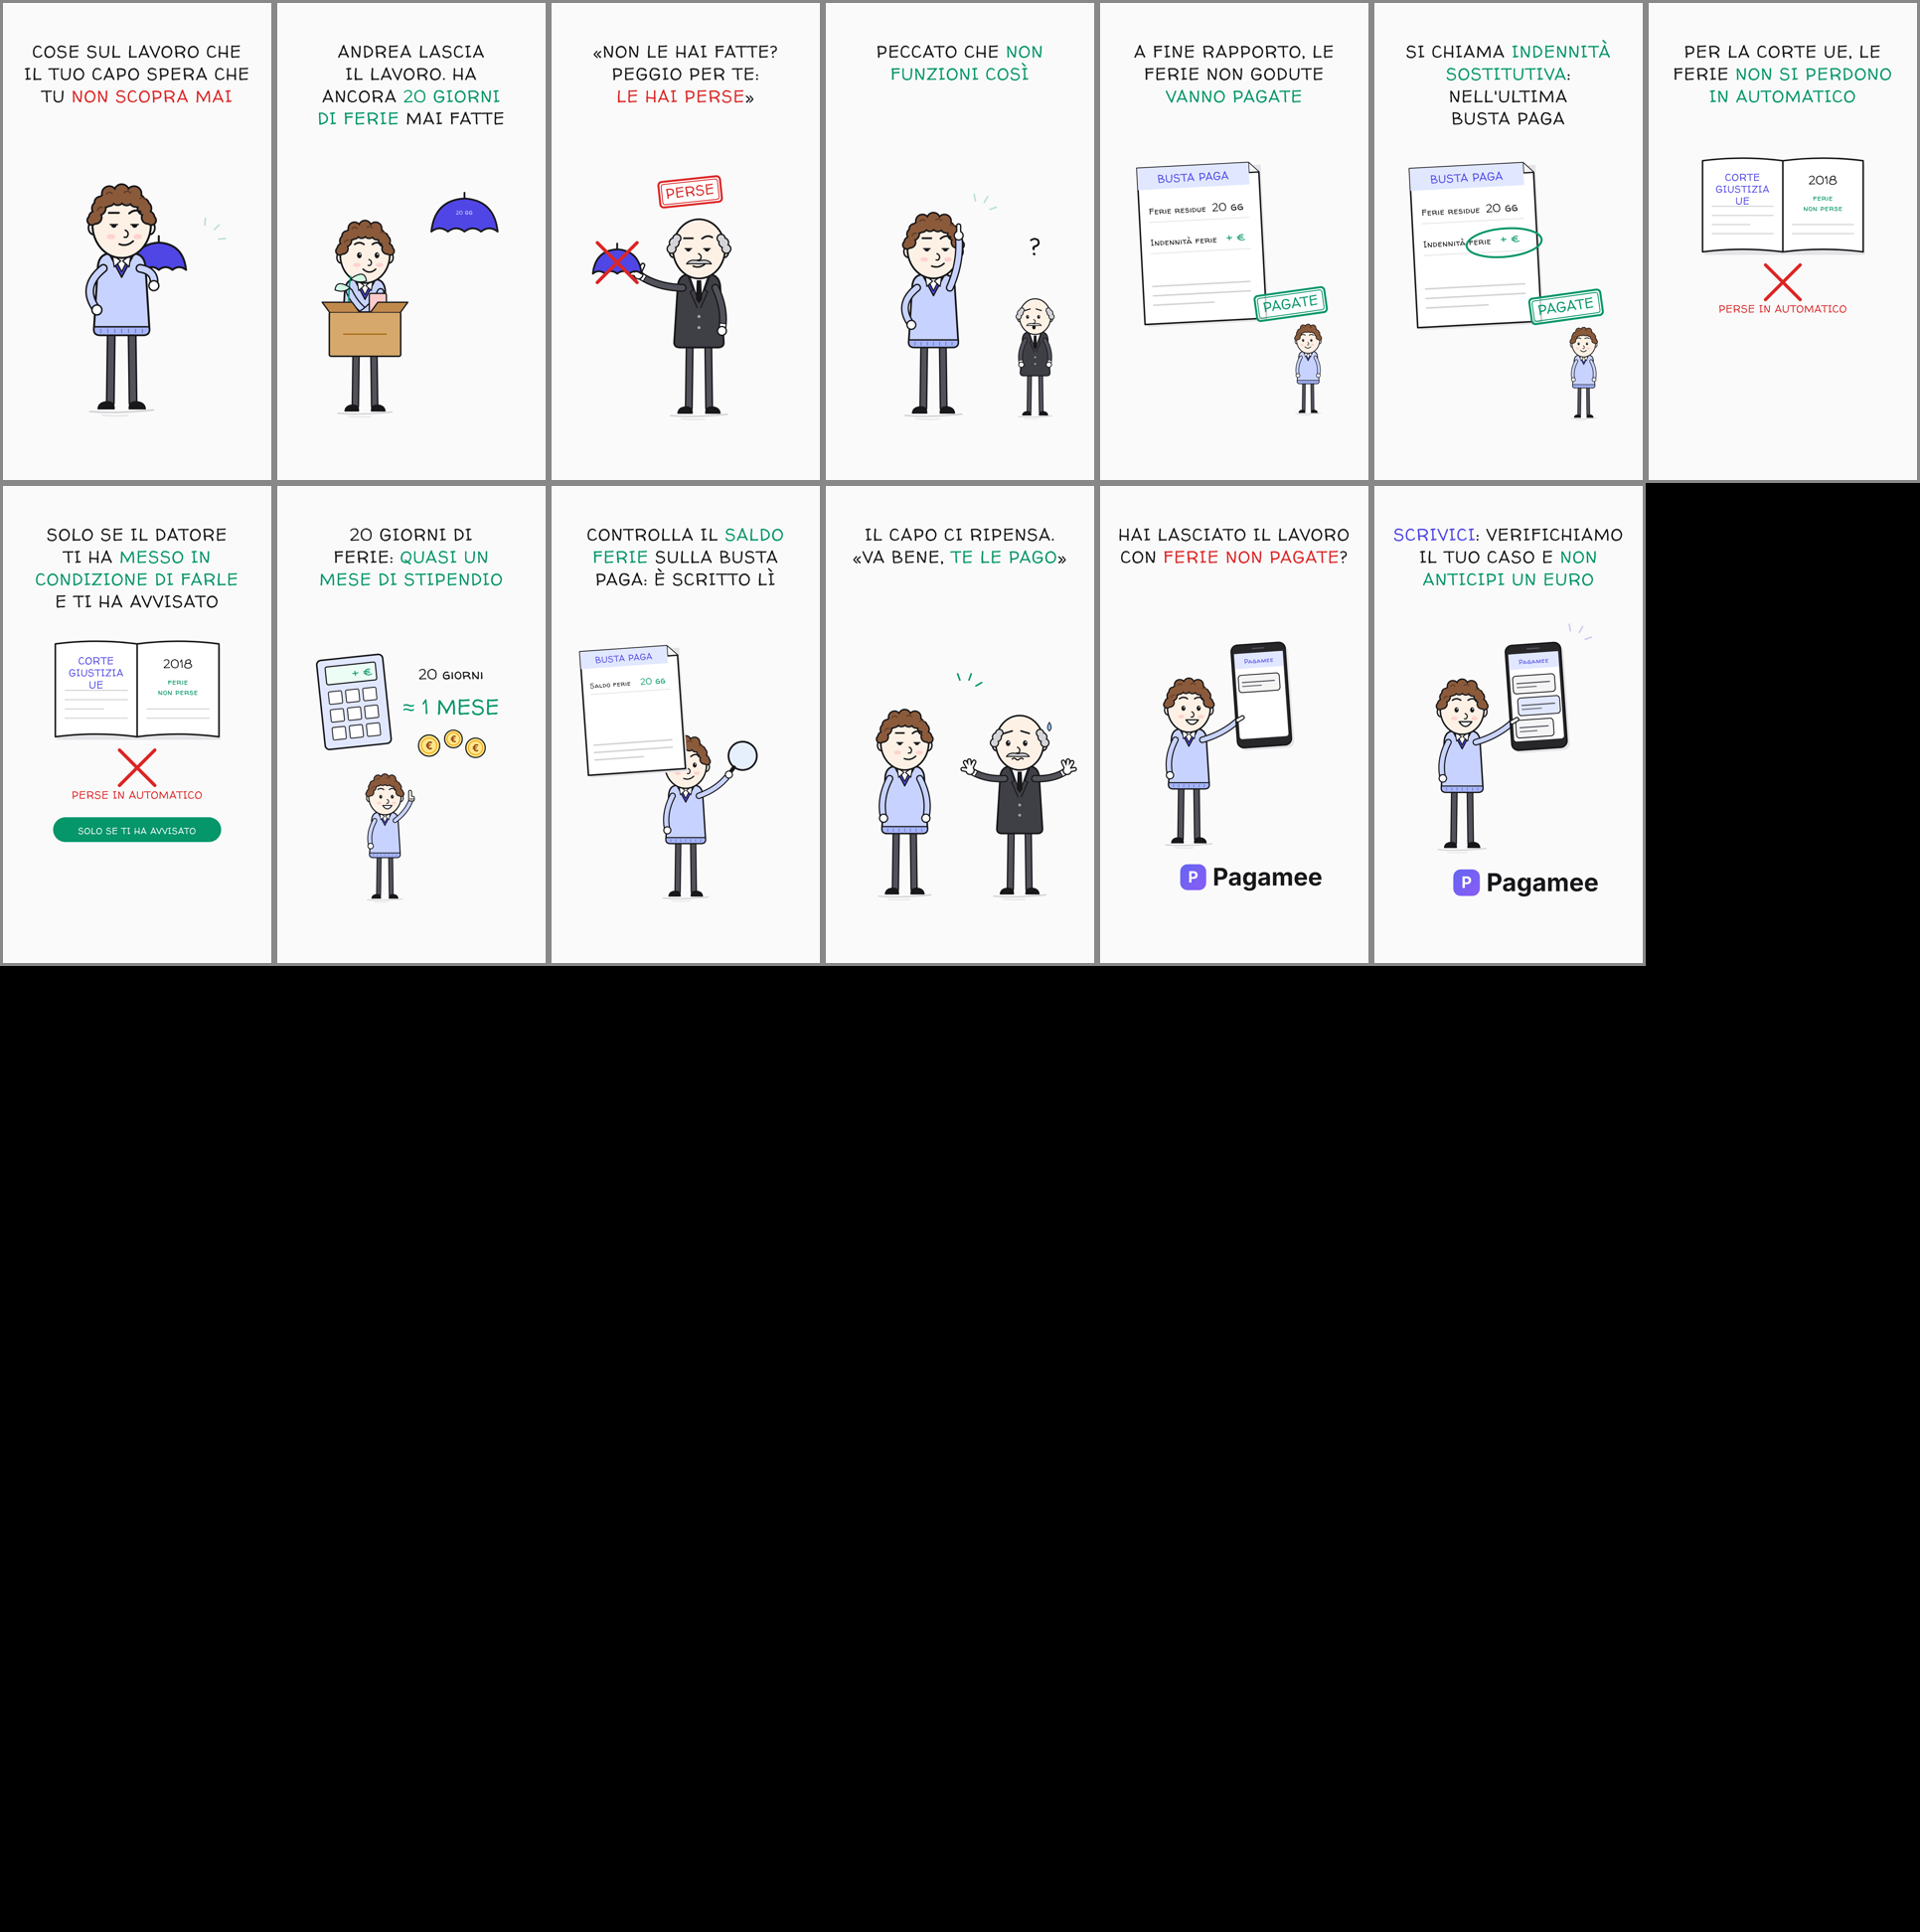 COSE SUL LAVORO CHE
IL TUO CAPO SPERA CHE
TU NON SCOPRA MAI
ANDREA LASCIA
IL LAVORO. HA
ANCORA 20 GIORNI
DI FERIE MAI FATTE
20 GG
«NON LE HAI FATTE?
PEGGIO PER TE:
LE HAI PERSE»
PERSE
PECCATO CHE NON
FUNZIONI COSÌ
?
A FINE RAPPORTO, LE
FERIE NON GODUTE
VANNO PAGATE
BUSTA PAGA
FERIE RESIDUE 20 GG
INDENNITÀ FERIE + €
PAGATE
SI CHIAMA INDENNITÀ
SOSTITUTIVA:
NELL'ULTIMA
BUSTA PAGA
BUSTA PAGA
FERIE RESIDUE 20 GG
INDENNITÀ FERIE + €
PAGATE
PER LA CORTE UE, LE
FERIE NON SI PERDONO
IN AUTOMATICO
CORTE
GIUSTIZIA
UE
2018
FERIE
NON PERSE
PERSE IN AUTOMATICO
SOLO SE IL DATORE
TI HA MESSO IN
CONDIZIONE DI FARLE
E TI HA AVVISATO
CORTE
GIUSTIZIA
UE
2018
FERIE
NON PERSE
PERSE IN AUTOMATICO
SOLO SE TI HA AVVISATO
20 GIORNI DI
FERIE: QUASI UN
MESE DI STIPENDIO
+ €
20 GIORNI
≈ 1 MESE
€ € €
CONTROLLA IL SALDO
FERIE SULLA BUSTA
PAGA: È SCRITTO LÌ
BUSTA PAGA
SALDO FERIE 20 GG
IL CAPO CI RIPENSA.
«VA BENE, TE LE PAGO»
HAI LASCIATO IL LAVORO
CON FERIE NON PAGATE?
PAGAMEE
P Pagamee
SCRIVICI: VERIFICHIAMO
IL TUO CASO E NON
ANTICIPI UN EURO
PAGAMEE
P Pagamee